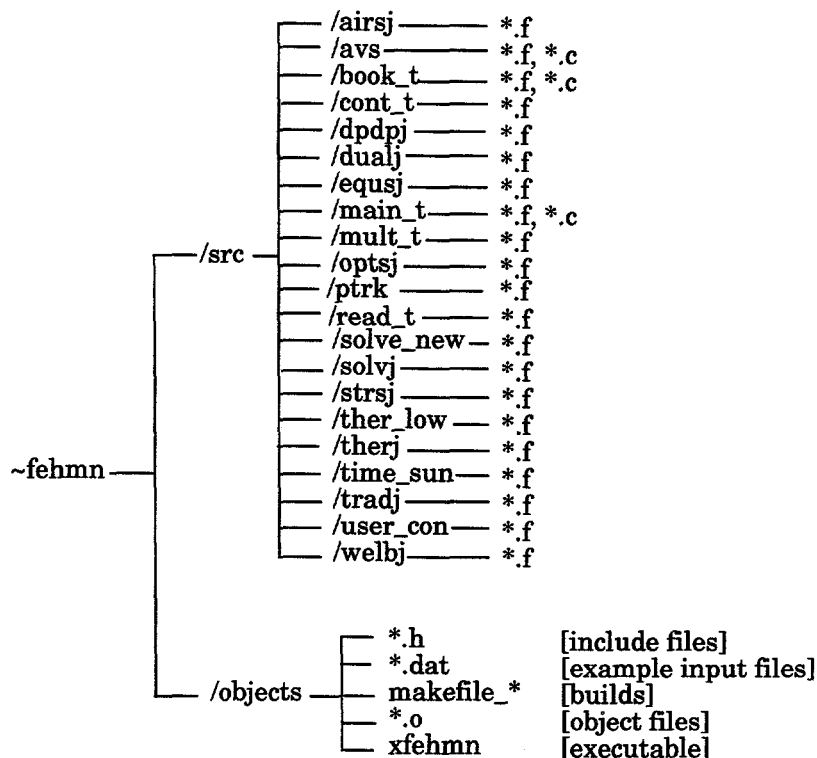 /airsj *.f
/avs *.f, *.c
/book_t *.f, *.c
/cont_t *.f
/dpdpj *.f
/dualj *.f
/equsj *.f
/main_t *.f, *.c
/mult_t *.f
/src
/optsj *.f
/ptrk *.f
/read_t *.f
/solve_new *.f
/solvj *.f
/strsj *.f
/ther_low *.f
/therj *.f
~fehmn
/time_sun *.f
/tradj *.f
/user_con *.f
/welbj *.f
*.h [include files]
*.dat [example input files]
/objects makefile_* [builds]
*.o [object files]
xfehmn [executable]